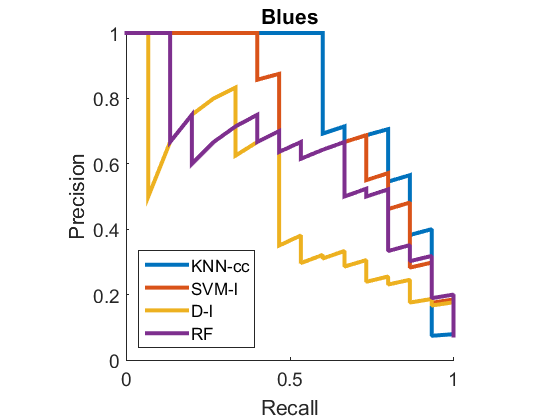 Blues
1
0.8
0.6
0.4
0.2
0
Precision
KNN-cc
SVM-l
D-l
RF
0
0.5
1
Recall